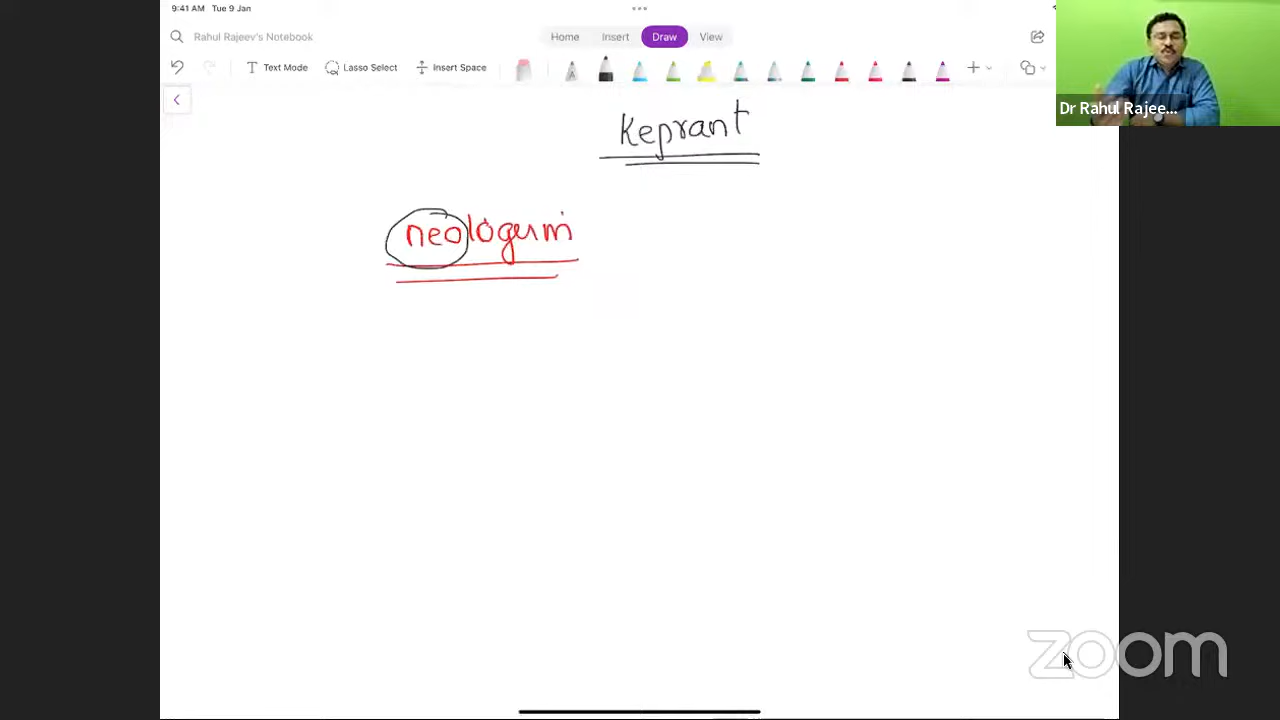 9:41 AM Tue 9 Jan
Rahul Rajeev's Notebook
Home Insert Draw View
Text Mode Lasso Select Insert Space
Dr Rahul Rajee...
Keprant
neologerm
zoom